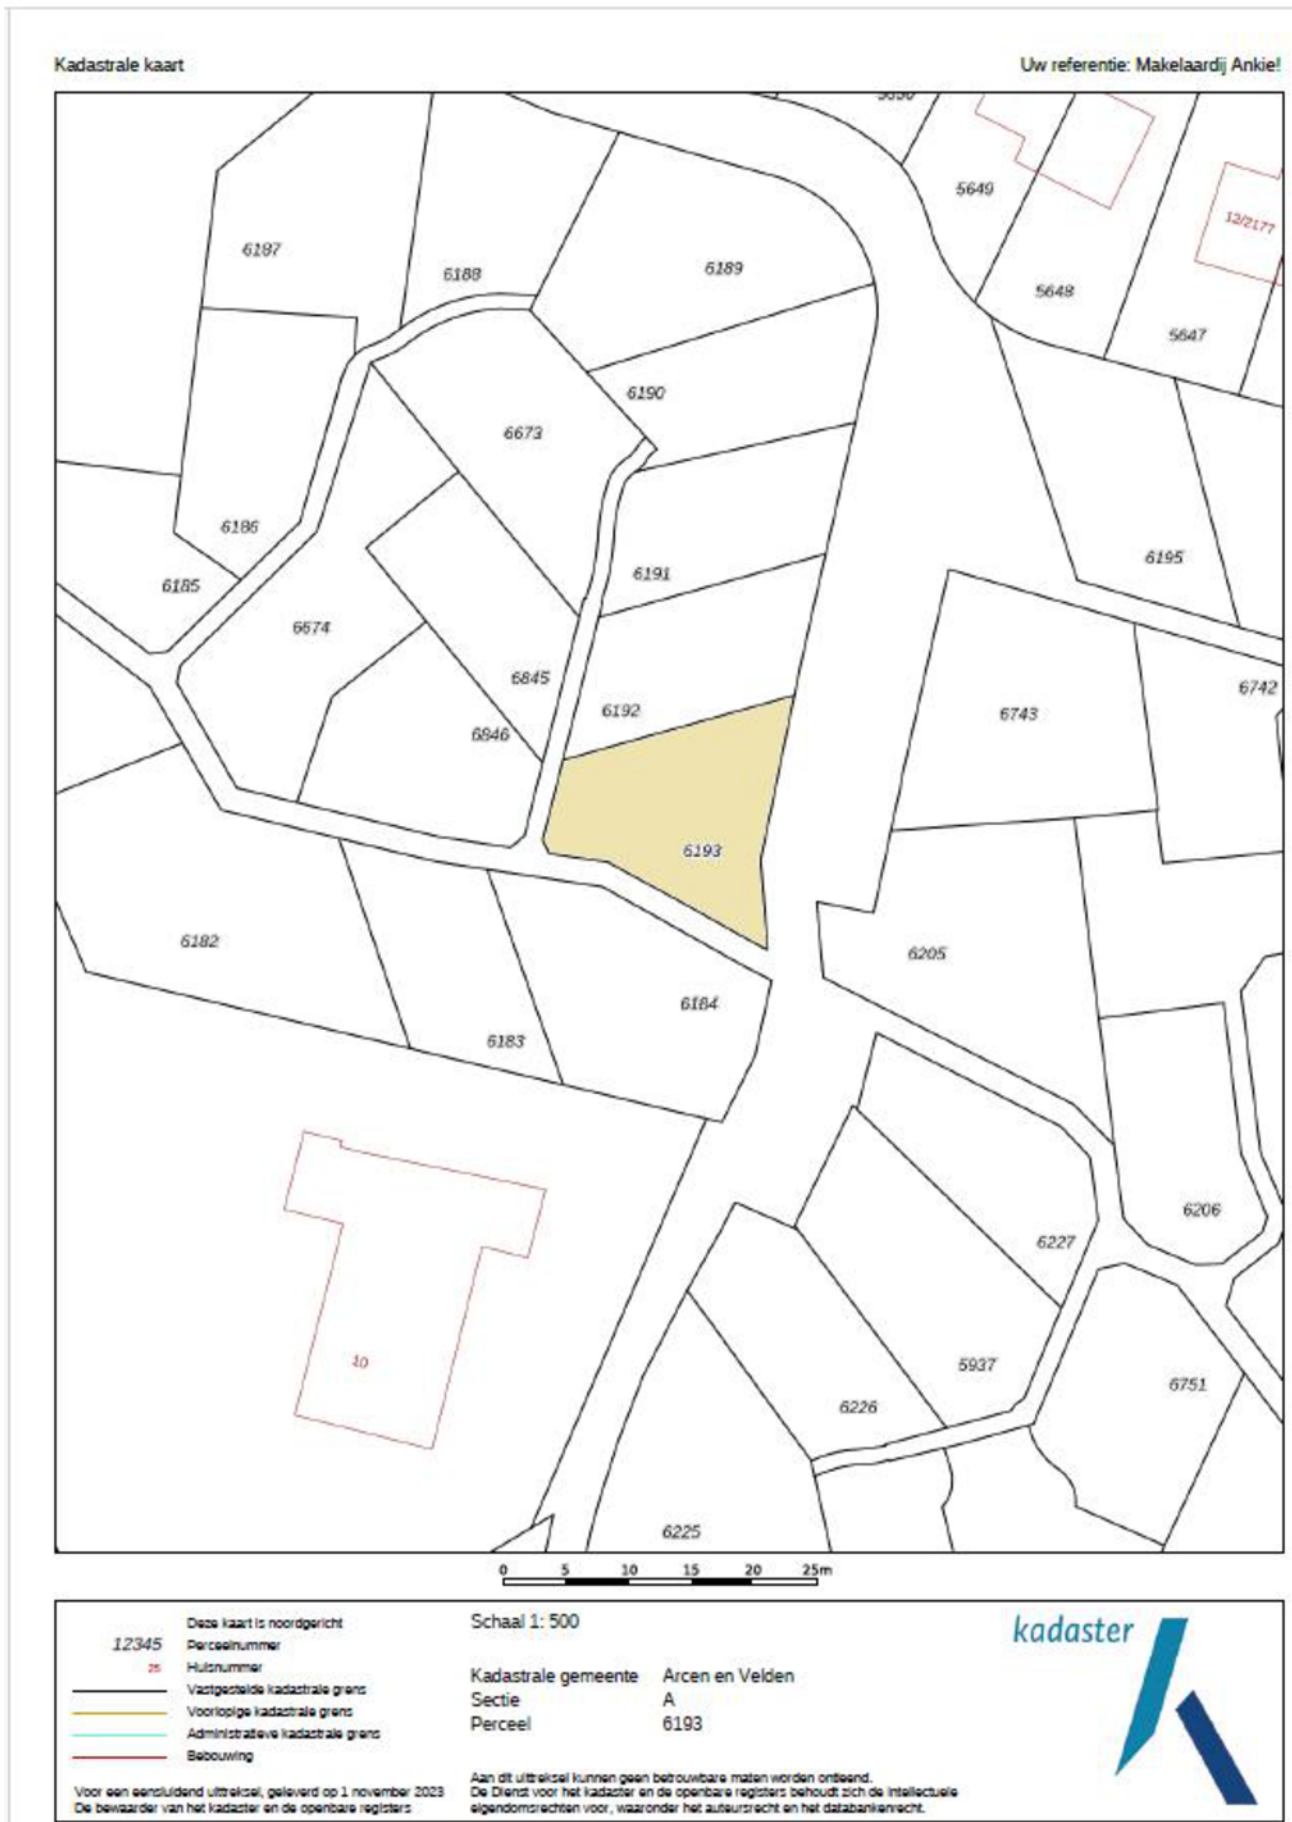 Kadastrale kaart
Uw referentie: Makelaardij Ankie!
5649
12/2177
6187
6189
6188
5648
5647
6190
6673
6186
6195
6191
6185
6674
6845
6742
6192
6743
6846
6193
6182
6205
6184
6183
6206
6227
10
5937
6751
6226
6225
0 5 10 15 20 25m
Deze kaart is noordgericht
12345 Perceelnummer
25 Huisnummer
Vastgestelde kadastrale grens
Voorlopige kadastrale grens
Administratieve kadastrale grens
Bebouwing
Voor een eensluidend uittreksel, geleverd op 1 november 2023
De bewaarder van het kadaster en de openbare registers
Schaal 1: 500
Kadastrale gemeente Arcen en Velden
Sectie A
Perceel 6193
Aan dit uittreksel kunnen geen betrouwbare maten worden ontleend.
De Dienst voor het kadaster en de openbare registers behoudt zich de intellectuele
eigendomsrechten voor, waaronder het auteursrecht en het databankenrecht.
kadaster